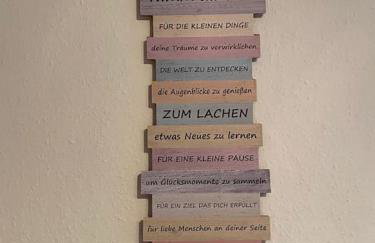 FÜR DIE KLEINEN DINGE
deine Träume zu verwirklichen
DIE WELT ZU ENTDECKEN
die Augenblicke zu genießen
ZUM LACHEN
etwas Neues zu lernen
FÜR EINE KLEINE PAUSE
um Glücksmomente zu sammeln
FÜR EIN ZIEL DAS DICH ERFÜLLT
für liebe Menschen an deiner Seite